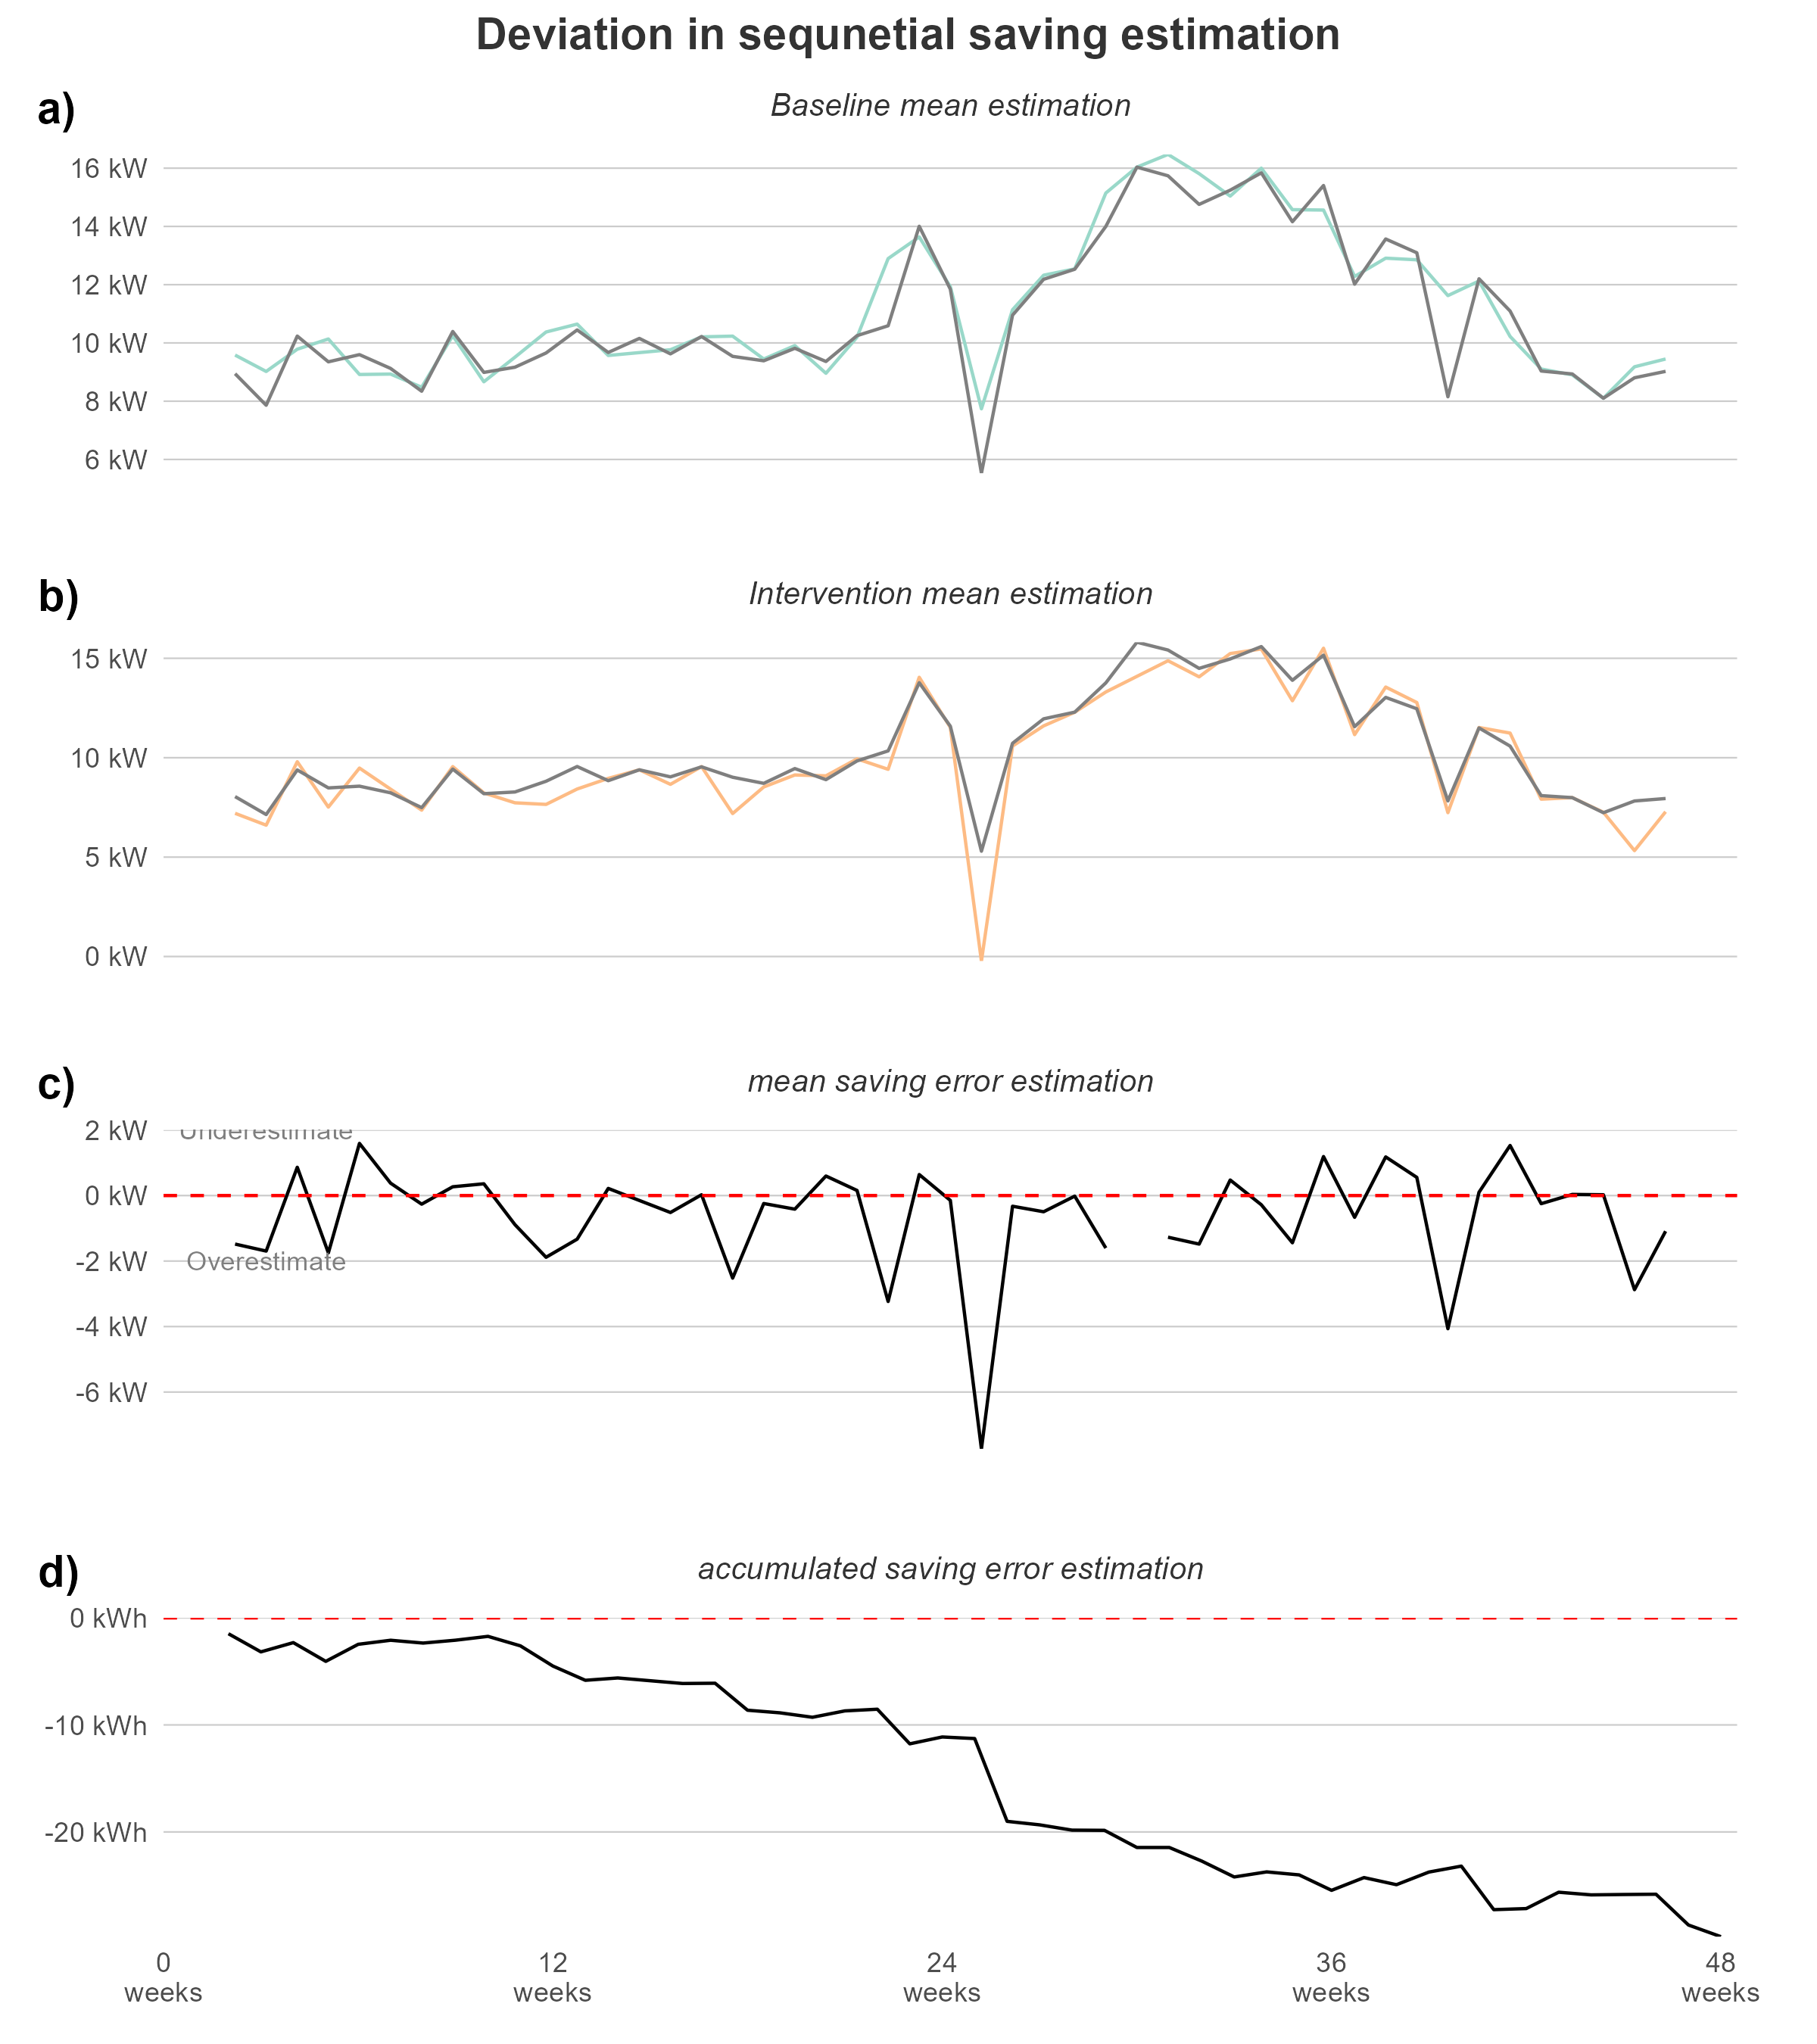 Deviation in sequnetial saving estimation
a)
Baseline mean estimation
16 kW
14 kW
12 kW
10 kW
8 kW
6 kW
b)
Intervention mean estimation
15 kW
10 kW
5 kW
0 kW
c)
mean saving error estimation
2 kW
Underestimate
0 kW
-2 kW
Overestimate
-4 kW
-6 kW
d)
accumulated saving error estimation
0 kWh
-10 kWh
-20 kWh
0 12 24 36 48
weeks weeks weeks weeks weeks